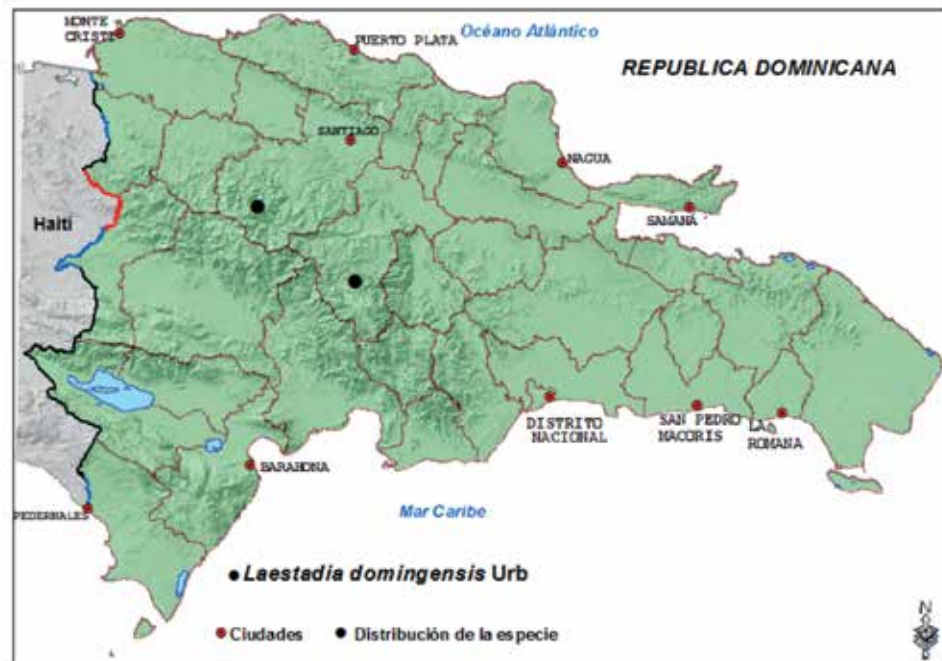 MONTE
CRISTI
PUERTO PLATA
Océano Atlántico
REPUBLICA DOMINICANA
SANTIAGO
NAGUA
SAMANA
Haití
DISTRITO
NACIONAL
SAN PEDRO
MACORIS
LA
ROMANA
BARAHONA
PEDERNALES
Mar Caribe
Laestadia domingensis Urb
Ciudades
Distribución de la especie
N